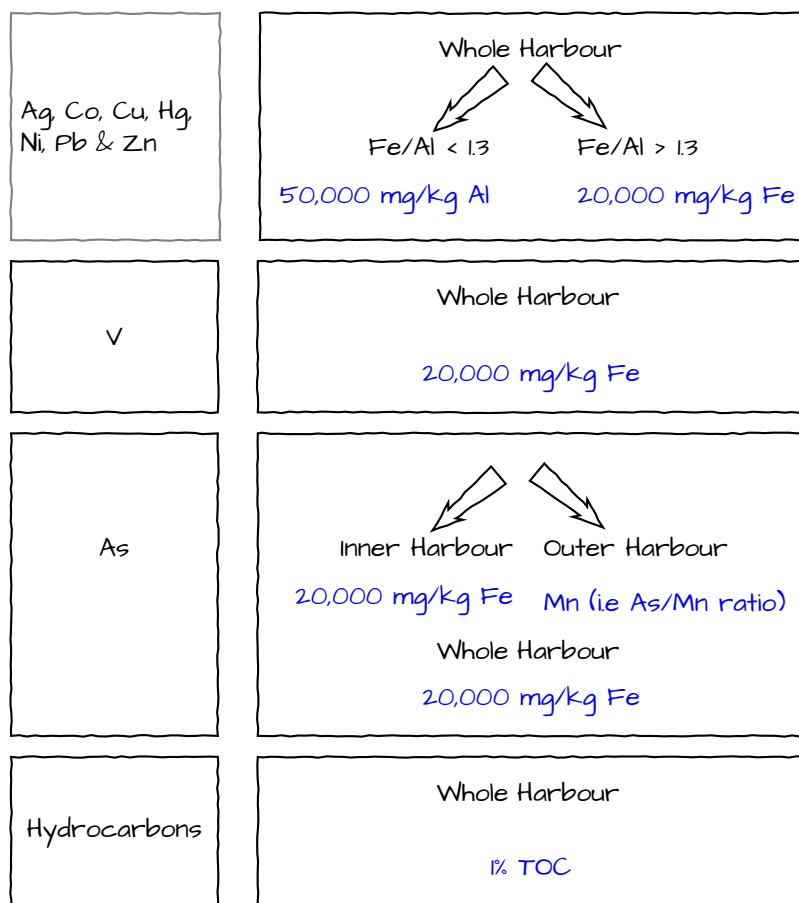 Ag, Co, Cu, Hg,
Ni, Pb & Zn
Whole Harbour
Fe/Al < 1.3
Fe/Al > 1.3
50,000 mg/kg Al
20,000 mg/kg Fe
V
Whole Harbour
20,000 mg/kg Fe
As
Inner Harbour
Outer Harbour
20,000 mg/kg Fe
Mn (i.e As/Mn ratio)
Whole Harbour
20,000 mg/kg Fe
Hydrocarbons
Whole Harbour
1% TOC